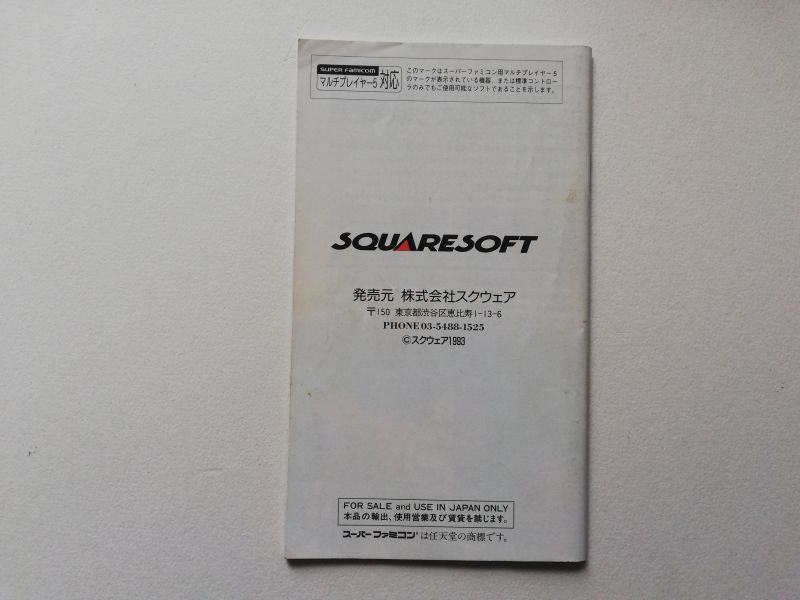 SUPER FAMICOM
マルチプレイヤー5 対応
このマークはスーパーファミコン用マルチプレイヤー5
のマークが表示されている機器、または標準コントロー
ラのみでもご使用可能なソフトであることを示します。
SQUARESOFT
発売元 株式会社スクウェア
〒150 東京都渋谷区恵比寿1-13-6
PHONE 03-5488-1525
©スクウェア1993
FOR SALE and USE IN JAPAN ONLY
本品の輸出、使用営業及び賃貸を禁じます。
スーパーファミコン®は任天堂の商標です。